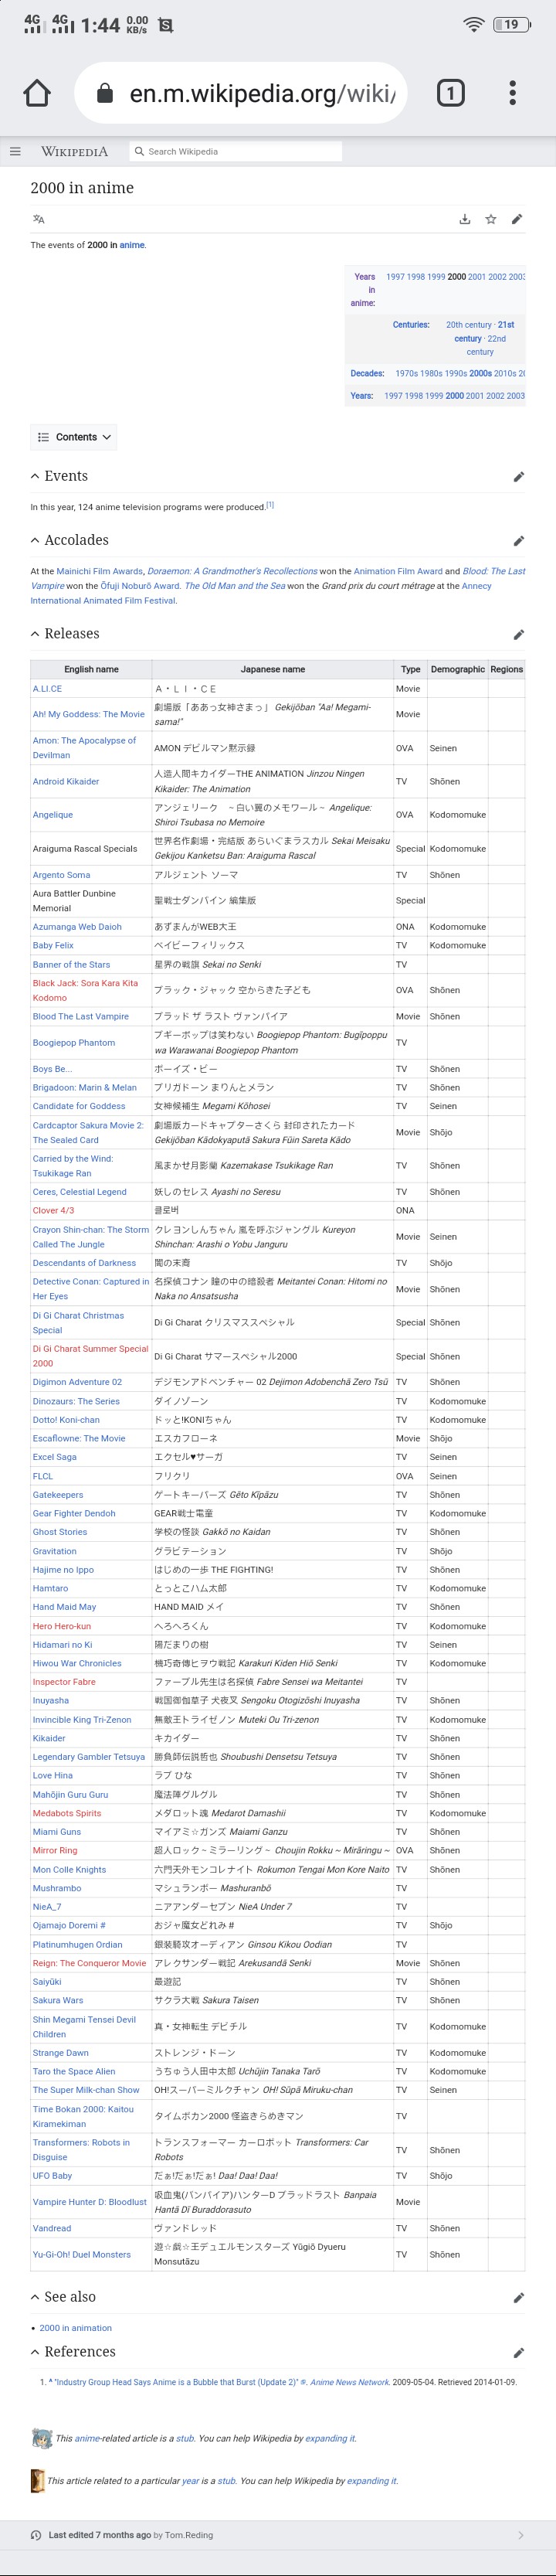 4G 4G 1:44 0.00 KB/s 19
en.m.wikipedia.org/wiki/ 1
WIKIPEDIA Search Wikipedia
2000 in anime
The events of 2000 in anime.
Years in anime: 1997 1998 1999 2000 2001 2002 2003
Centuries: 20th century · 21st century · 22nd century
Decades: 1970s 1980s 1990s 2000s 2010s 20
Years: 1997 1998 1999 2000 2001 2002 2003
Contents
Events
In this year, 124 anime television programs were produced.[1]
Accolades
At the Mainichi Film Awards, Doraemon: A Grandmother's Recollections won the Animation Film Award and Blood: The Last
Vampire won the Ōfuji Noburō Award. The Old Man and the Sea won the Grand prix du court métrage at the Annecy
International Animated Film Festival.
Releases
English name Japanese name Type Demographic Regions
A.LI.CE Ａ・ＬＩ・ＣＥ Movie
Ah! My Goddess: The Movie 劇場版「ああっ女神さまっ」 Gekijōban "Aa! Megami-sama!" Movie
Amon: The Apocalypse of Devilman AMON デビルマン黙示録 OVA Seinen
Android Kikaider 人造人間キカイダーTHE ANIMATION Jinzou Ningen Kikaider: The Animation TV Shōnen
Angelique アンジェリーク　～白い翼のメモワール～ Angelique: Shiroi Tsubasa no Memoire OVA Kodomomuke
Araiguma Rascal Specials 世界名作劇場・完結版 あらいぐまラスカル Sekai Meisaku Gekijou Kanketsu Ban: Araiguma Rascal Special Kodomomuke
Argento Soma アルジェント ソーマ TV Shōnen
Aura Battler Dunbine Memorial 聖戦士ダンバイン 編集版 Special
Azumanga Web Daioh あずまんがWEB大王 ONA Kodomomuke
Baby Felix ベイビーフィリックス TV Kodomomuke
Banner of the Stars 星界の戦旗 Sekai no Senki TV
Black Jack: Sora Kara Kita Kodomo ブラック・ジャック 空からきた子ども OVA Shōnen
Blood The Last Vampire ブラッド ザ ラスト ヴァンパイア Movie Shōnen
Boogiepop Phantom ブギーポップは笑わない Boogiepop Phantom: Bugīpoppu wa Warawanai Boogiepop Phantom TV
Boys Be... ボーイズ・ビー TV Shōnen
Brigadoon: Marin & Melan ブリガドーン まりんとメラン TV Shōnen
Candidate for Goddess 女神候補生 Megami Kōhosei TV Seinen
Cardcaptor Sakura Movie 2: The Sealed Card 劇場版カードキャプターさくら 封印されたカード Gekijōban Kādokyaputā Sakura Fūin Sareta Kādo Movie Shōjo
Carried by the Wind: Tsukikage Ran 風まかせ月影蘭 Kazemakase Tsukikage Ran TV Shōnen
Ceres, Celestial Legend 妖しのセレス Ayashi no Seresu TV Shōnen
Clover 4/3 클로버 ONA
Crayon Shin-chan: The Storm Called The Jungle クレヨンしんちゃん 嵐を呼ぶジャングル Kureyon Shinchan: Arashi o Yobu Janguru Movie Seinen
Descendants of Darkness 闇の末裔 TV Shōjo
Detective Conan: Captured in Her Eyes 名探偵コナン 瞳の中の暗殺者 Meitantei Conan: Hitomi no Naka no Ansatsusha Movie Shōnen
Di Gi Charat Christmas Special Di Gi Charat クリスマススペシャル Special Shōnen
Di Gi Charat Summer Special 2000 Di Gi Charat サマースペシャル2000 Special Shōnen
Digimon Adventure 02 デジモンアドベンチャー 02 Dejimon Adobenchā Zero Tsū TV Shōnen
Dinozaurs: The Series ダイノゾーン TV Kodomomuke
Dotto! Koni-chan ドッと!KONIちゃん TV Kodomomuke
Escaflowne: The Movie エスカフローネ Movie Shōjo
Excel Saga エクセル♥サーガ TV Seinen
FLCL フリクリ OVA Seinen
Gatekeepers ゲートキーパーズ Gēto Kīpāzu TV Shōnen
Gear Fighter Dendoh GEAR戦士電童 TV Kodomomuke
Ghost Stories 学校の怪談 Gakkō no Kaidan TV Shōnen
Gravitation グラビテーション TV Shōjo
Hajime no Ippo はじめの一歩 THE FIGHTING! TV Shōnen
Hamtaro とっとこハム太郎 TV Kodomomuke
Hand Maid May HAND MAID メイ TV Shōnen
Hero Hero-kun へろへろくん TV Kodomomuke
Hidamari no Ki 陽だまりの樹 TV Seinen
Hiwou War Chronicles 機巧奇傳ヒヲウ戦記 Karakuri Kiden Hiō Senki TV Kodomomuke
Inspector Fabre ファーブル先生は名探偵 Fabre Sensei wa Meitantei TV
Inuyasha 戦国御伽草子 犬夜叉 Sengoku Otogizōshi Inuyasha TV Shōnen
Invincible King Tri-Zenon 無敵王トライゼノン Muteki Ou Tri-zenon TV Kodomomuke
Kikaider キカイダー TV Shōnen
Legendary Gambler Tetsuya 勝負師伝説哲也 Shoubushi Densetsu Tetsuya TV Shōnen
Love Hina ラブ ひな TV Shōnen
Mahōjin Guru Guru 魔法陣グルグル TV Shōnen
Medabots Spirits メダロット魂 Medarot Damashii TV Kodomomuke
Miami Guns マイアミ☆ガンズ Maiami Ganzu TV Shōnen
Mirror Ring 超人ロック ~ ミラーリング ~ Choujin Rokku ~ Mirāringu ~ OVA Shōnen
Mon Colle Knights 六門天外モンコレナイト Rokumon Tengai Mon Kore Naito TV Shōnen
Mushrambo マシュランボー Mashuranbō TV
NieA_7 ニアアンダーセブン NieA Under 7 TV
Ojamajo Doremi # おジャ魔女どれみ # TV Shōjo
Platinumhugen Ordian 銀装騎攻オーディアン Ginsou Kikou Oodian TV
Reign: The Conqueror Movie アレクサンダー戦記 Arekusandā Senki Movie Shōnen
Saiyūki 最遊記 TV Shōnen
Sakura Wars サクラ大戦 Sakura Taisen TV Shōnen
Shin Megami Tensei Devil Children 真・女神転生 デビチル TV Kodomomuke
Strange Dawn ストレンジ・ドーン TV Kodomomuke
Taro the Space Alien うちゅう人田中太郎 Uchūjin Tanaka Tarō TV Kodomomuke
The Super Milk-chan Show OH!スーパーミルクチャン OH! Sūpā Miruku-chan TV Seinen
Time Bokan 2000: Kaitou Kiramekiman タイムボカン2000 怪盗きらめきマン TV
Transformers: Robots in Disguise トランスフォーマー カーロボット Transformers: Car Robots TV Shōnen
UFO Baby だぁ!だぁ!だぁ! Daa! Daa! Daa! TV Shōjo
Vampire Hunter D: Bloodlust 吸血鬼(バンパイア)ハンターD ブラッドラスト Banpaia Hantā Dī Buraddorasuto Movie
Vandread ヴァンドレッド TV Shōnen
Yu-Gi-Oh! Duel Monsters 遊☆戯☆王デュエルモンスターズ Yūgiō Dyueru Monsutāzu TV Shōnen
See also
• 2000 in animation
References
1. ^ "Industry Group Head Says Anime is a Bubble that Burst (Update 2)". Anime News Network. 2009-05-04. Retrieved 2014-01-09.
This anime-related article is a stub. You can help Wikipedia by expanding it.
This article related to a particular year is a stub. You can help Wikipedia by expanding it.
Last edited 7 months ago by Tom.Reding